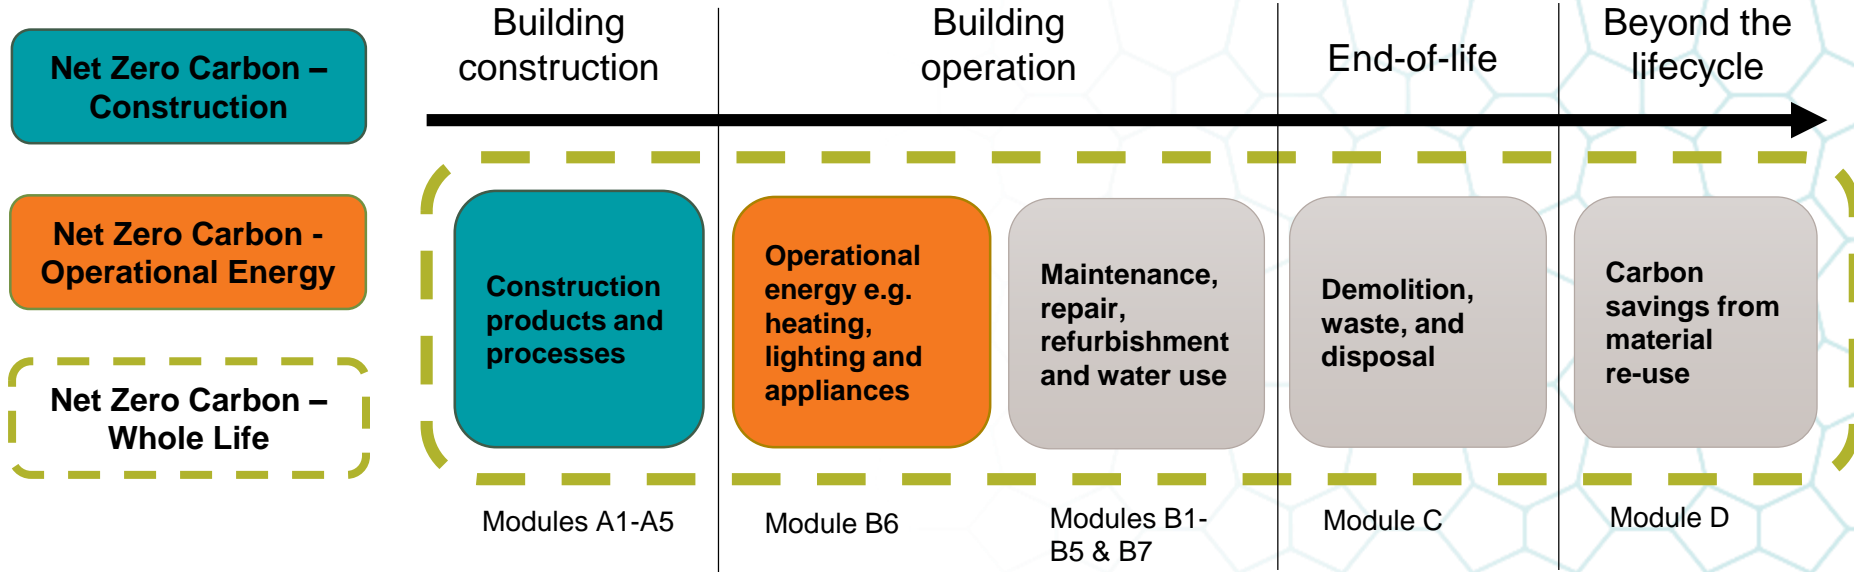 Net Zero Carbon –
Construction
Net Zero Carbon -
Operational Energy
Net Zero Carbon –
Whole Life
Building
construction
Building
operation
End-of-life
Beyond the
lifecycle
Construction
products and
processes
Operational
energy e.g.
heating,
lighting and
appliances
Maintenance,
repair,
refurbishment
and water use
Demolition,
waste, and
disposal
Carbon
savings from
material
re-use
Modules A1-A5
Module B6
Modules B1-
B5 & B7
Module C
Module D